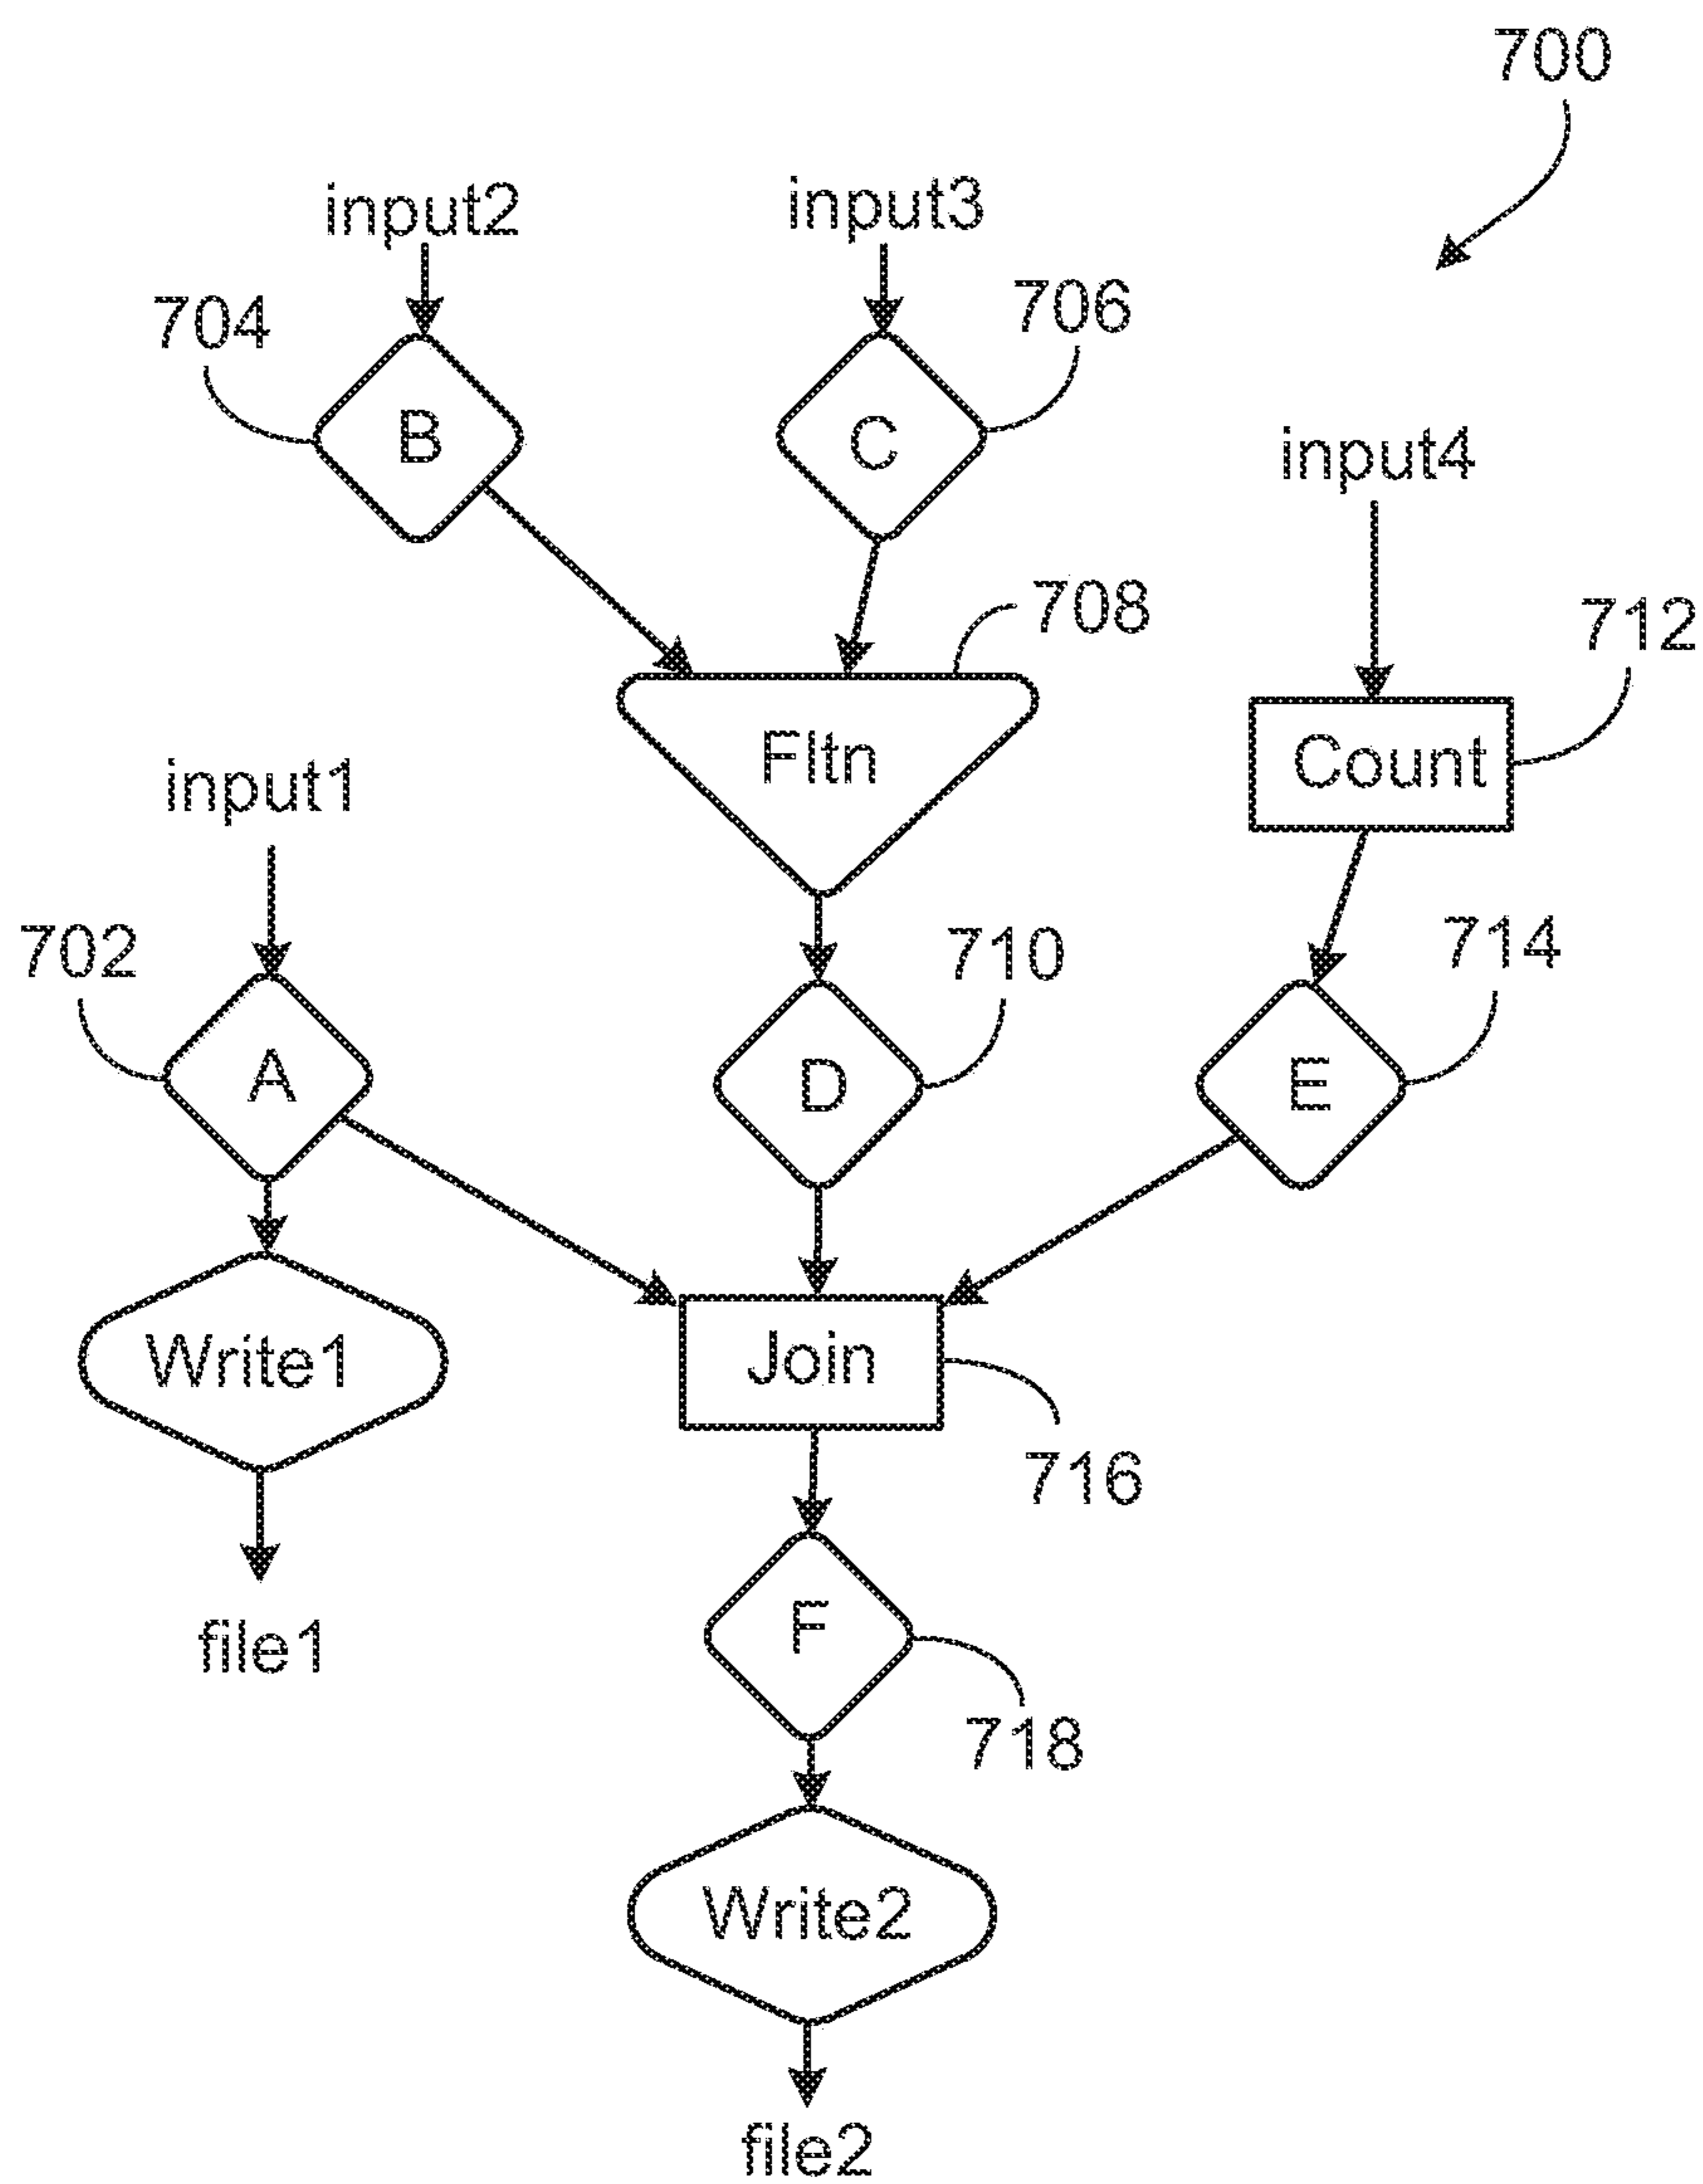 700
input2
input3
704
706
B
C
input4
708
712
Fltn
Count
input1
702
710
714
A
D
E
Write1
Join
716
file1
F
718
Write2
file2